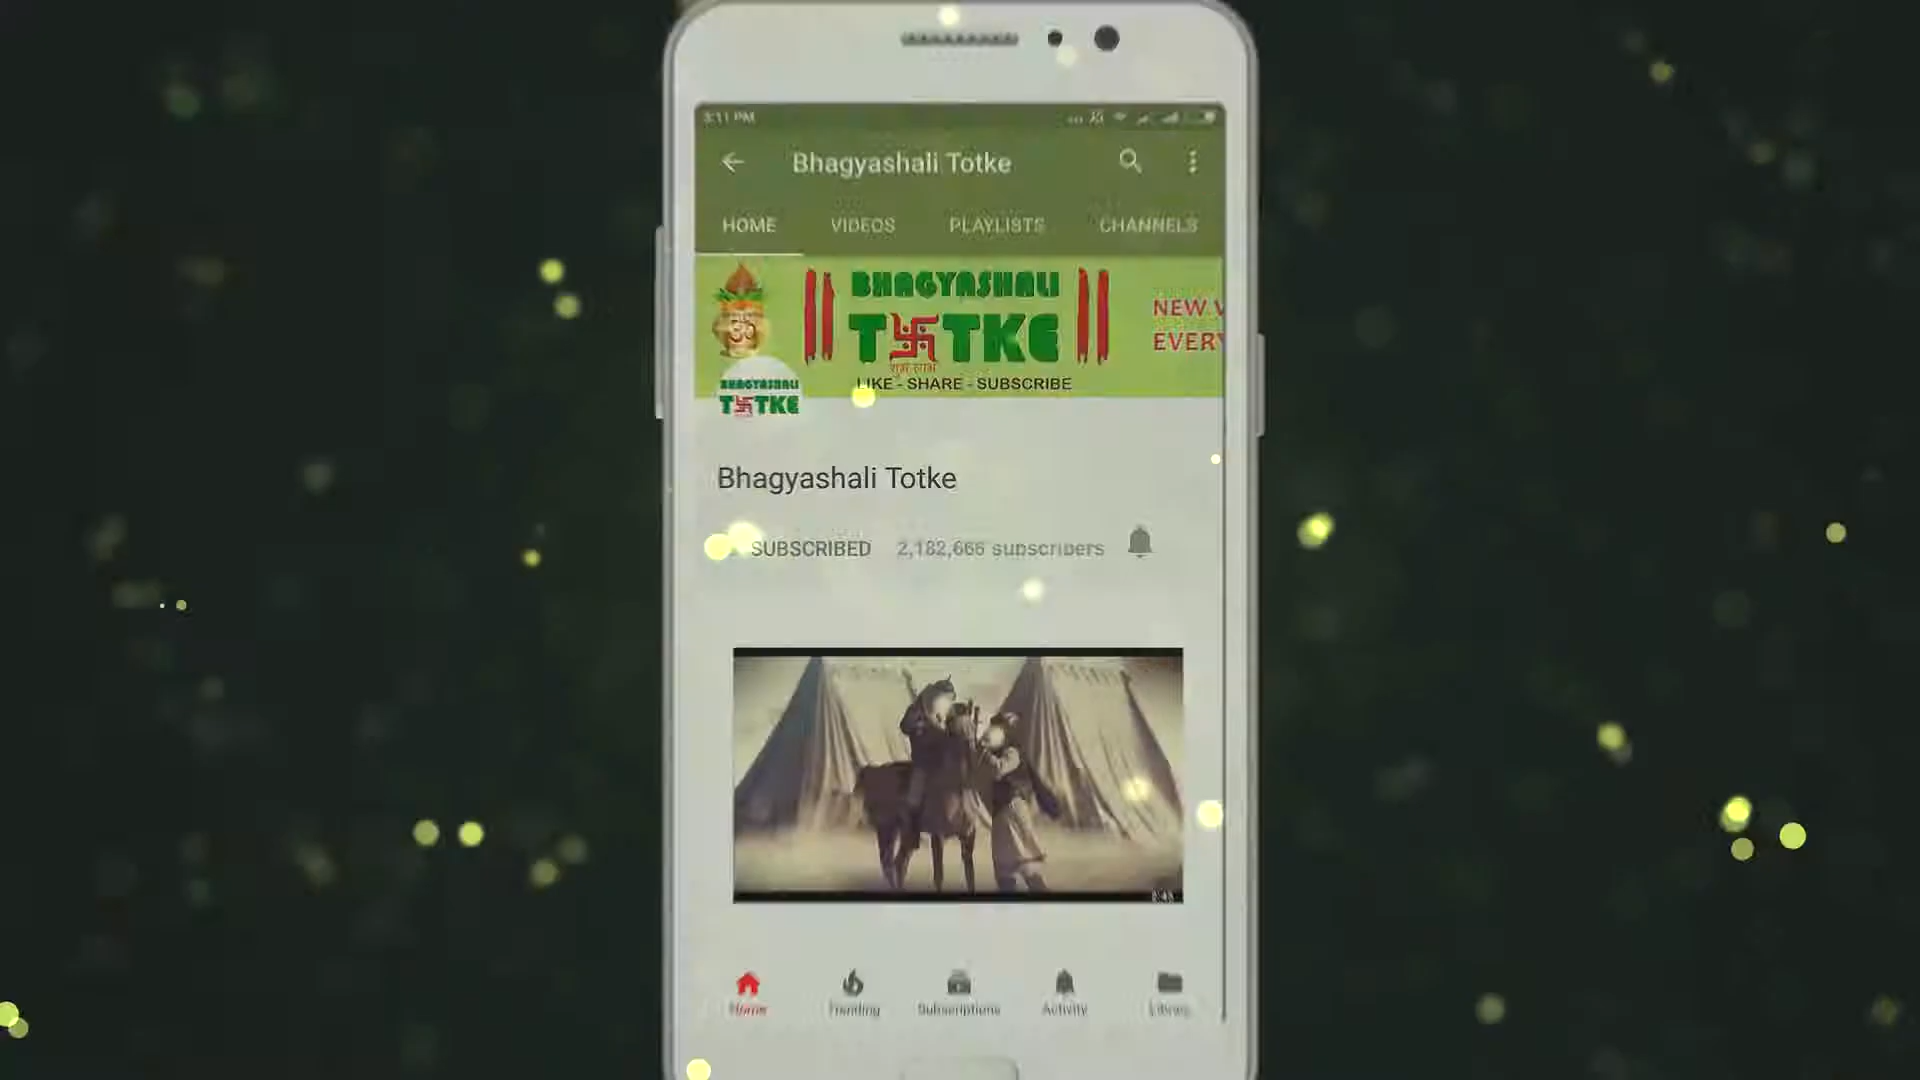 3:11 PM
Bhagyashali Totke
HOME VIDEOS PLAYLISTS CHANNELS
BHAGYASHALI
TOTKE
शुभ लाभ
LIKE - SHARE - SUBSCRIBE
NEW V
EVERY
BHAGYASHALI
TOTKE
Bhagyashali Totke
SUBSCRIBED 2,182,666 subscribers
Home Trending Subscriptions Activity Library